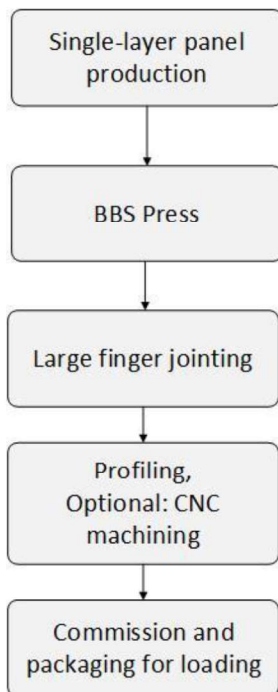 Single-layer panel
production
BBS Press
Large finger jointing
Profiling,
Optional: CNC
machining
Commission and
packaging for loading